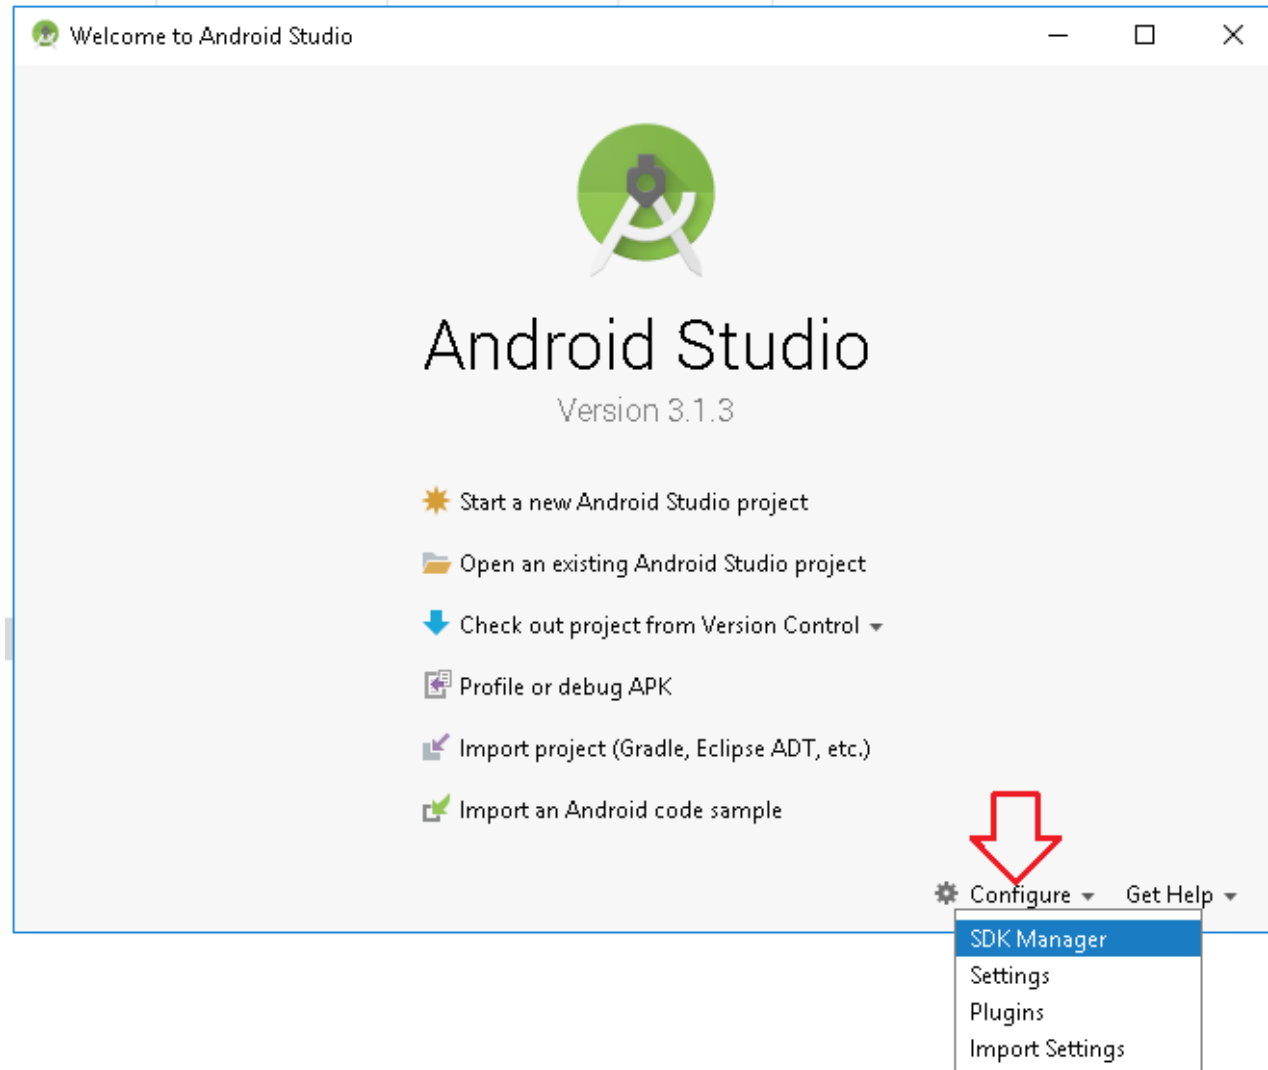 Welcome to Android Studio
Android Studio
Version 3.1.3
Start a new Android Studio project
Open an existing Android Studio project
Check out project from Version Control
Profile or debug APK
Import project (Gradle, Eclipse ADT, etc.)
Import an Android code sample
Configure Get Help
SDK Manager
Settings
Plugins
Import Settings